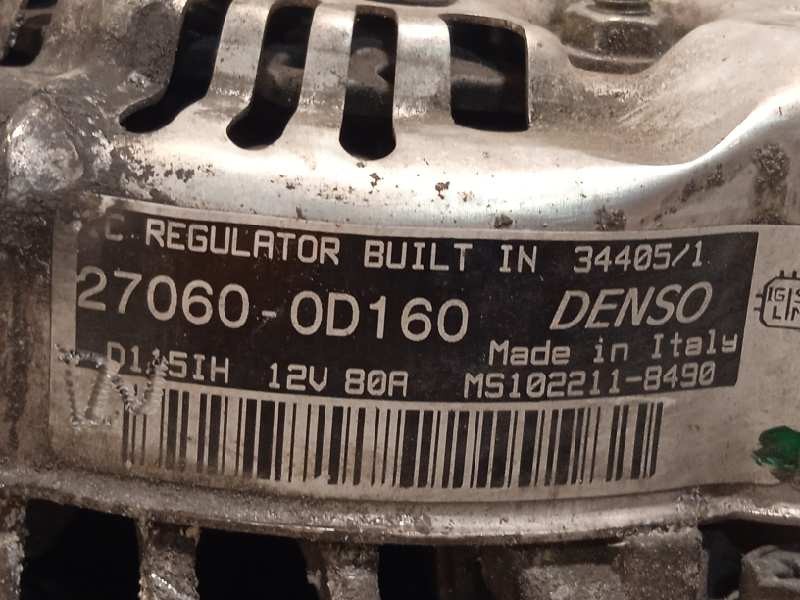 C REGULATOR BUILT IN 34405/1
27060-0D160 DENSO
Made in Italy
12V 80A MS102211-8490